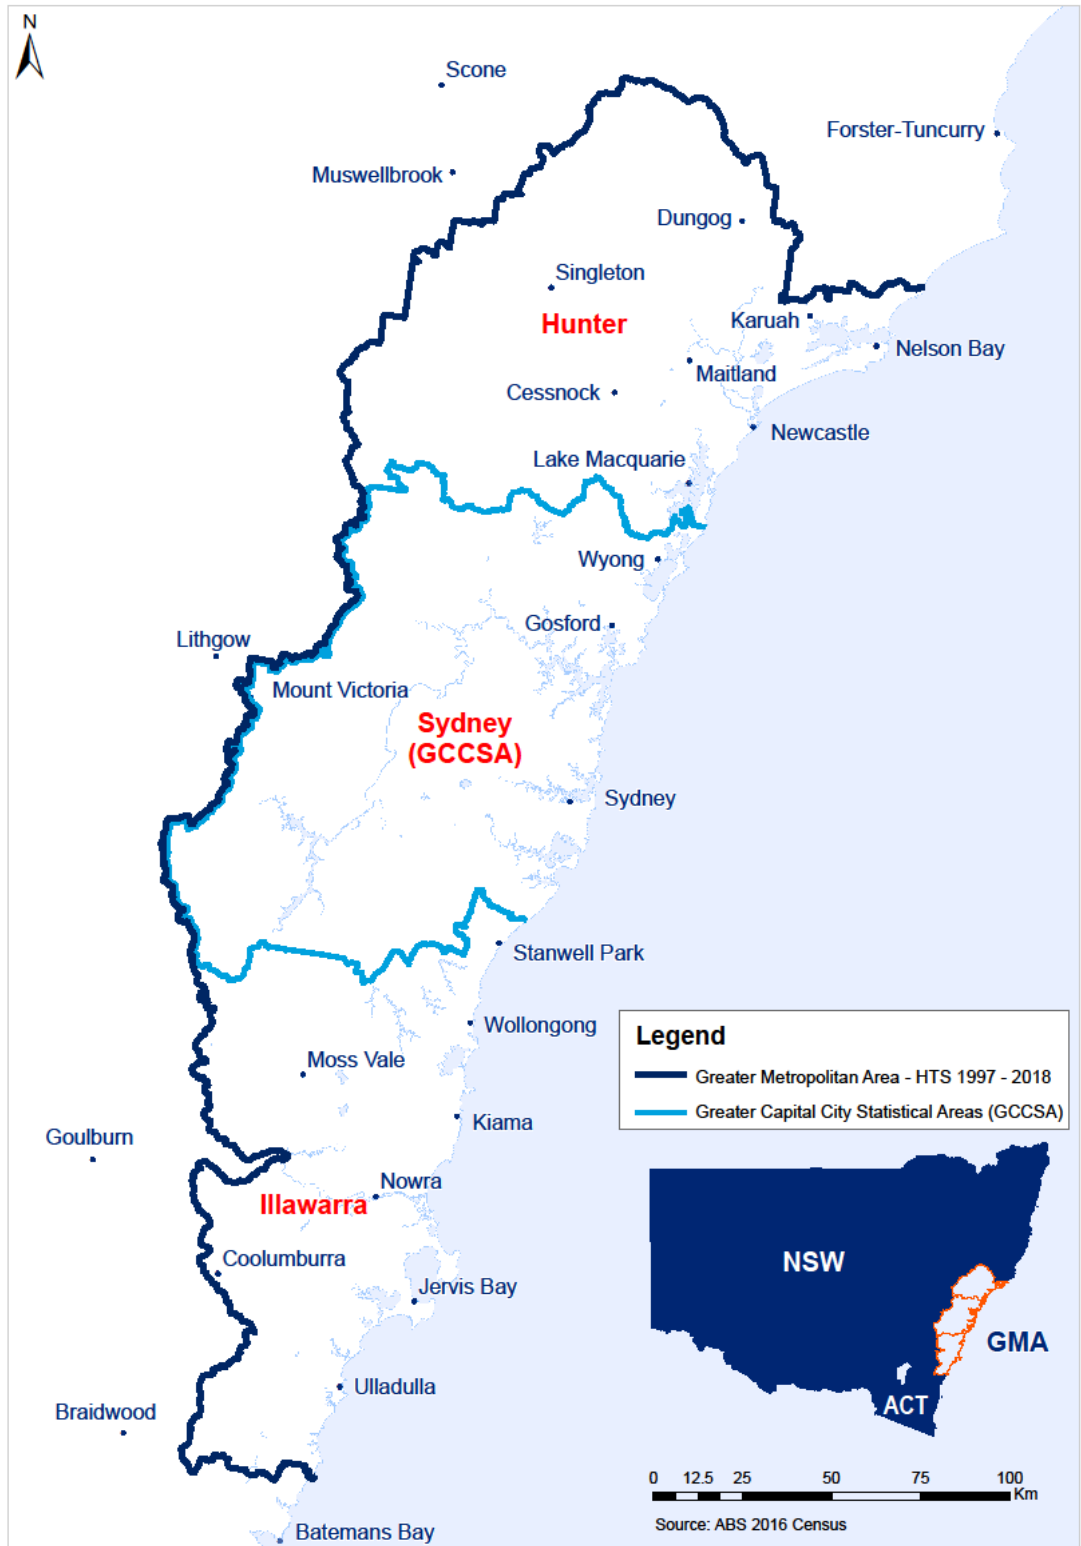 N
Scone
Forster-Tuncurry
Muswellbrook
Dungog
Singleton
Hunter
Karuah
Nelson Bay
Maitland
Cessnock
Newcastle
Lake Macquarie
Wyong
Gosford
Lithgow
Mount Victoria
Sydney
(GCCSA)
Sydney
Stanwell Park
Wollongong
Moss Vale
Kiama
Goulburn
Nowra
Illawarra
Coolumburra
Jervis Bay
Ulladulla
Braidwood
Batemans Bay
Legend
Greater Metropolitan Area - HTS 1997 - 2018
Greater Capital City Statistical Areas (GCCSA)
NSW
GMA
ACT
0 12.5 25 50 75 100
Km
Source: ABS 2016 Census